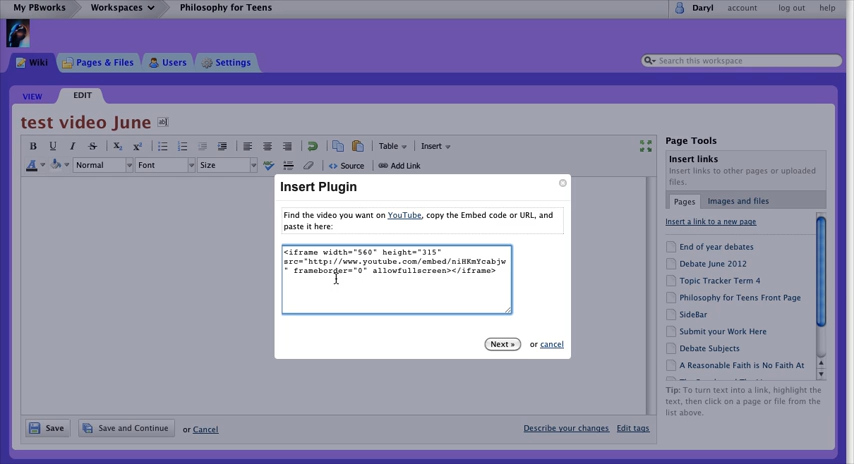 My PBworks Workspaces Philosophy for Teens Daryl account log out help
Search this workspace
Wiki Pages & Files Users Settings
VIEW EDIT
test video June
Page Tools
B I U S X₂ X² Table Insert
Normal Font Size Source Add Link
Insert links
Insert links to other pages or uploaded
files.
Pages Images and files
Insert a link to a new page
End of year debates
Debate June 2012
Topic Tracker Term 4
Philosophy for Teens Front Page
SideBar
Submit your Work Here
Debate Subjects
A Reasonable Faith is No Faith At
Tip: To turn text into a link, highlight the
text, then click on a page or file from the
list above.
Insert Plugin
Find the video you want on YouTube, copy the Embed code or URL, and
paste it here:
<iframe width="560" height="315"
src="http://www.youtube.com/embed/niHKmYcabjw
" frameborder="0" allowfullscreen></iframe>
Next » or cancel
Save Save and Continue or Cancel Describe your changes Edit tags